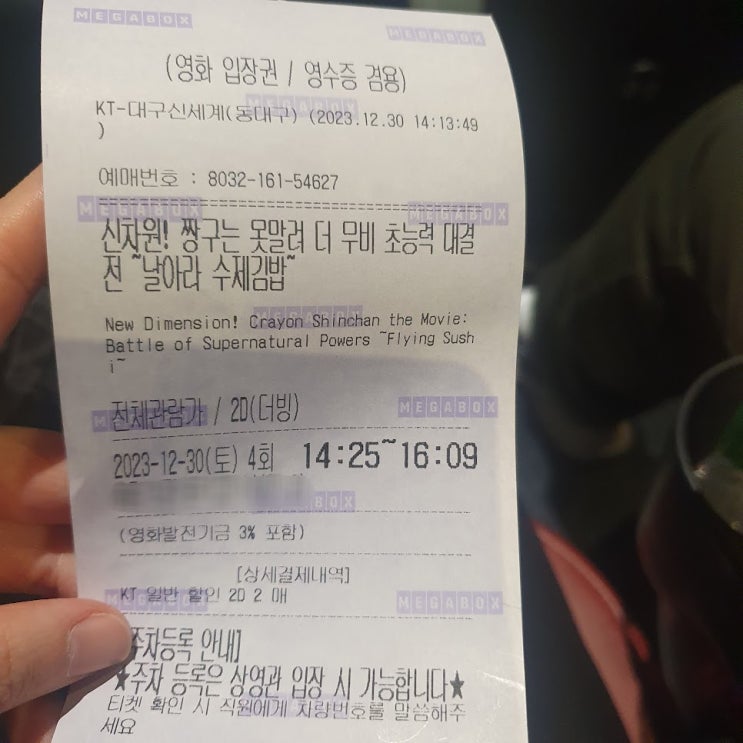 MEGABOX
MEGABOX
(영화 입장권 / 영수증 겸용)
MEGABOX
KT-대구신세계(동대구) (2023.12.30 14:13:49
)
예매번호 : 8032-161-54627
MEGABOX
MEGABOX
신차원! 짱구는 못말려 더 무비 초능력 대결
전 ~날아라 수제김밥~
MEGABOX
New Dimension! Crayon Shinchan the Movie:
Battle of Supernatural Powers ~Flying Sush
i~
전체관람가 / 2D(더빙)
MEGABOX
2023-12-30(토) 4회 14:25~16:09
BOX
(영화발전기금 3% 포함)
[상세결제내역]
KT 일반 할인 2D 2 매
MEGABOX
주차등록 안내]
★주차 등록은 상영관 입장 시 가능합니다★
티켓 확인 시 직원에게 차량번호를 말씀해주
세요